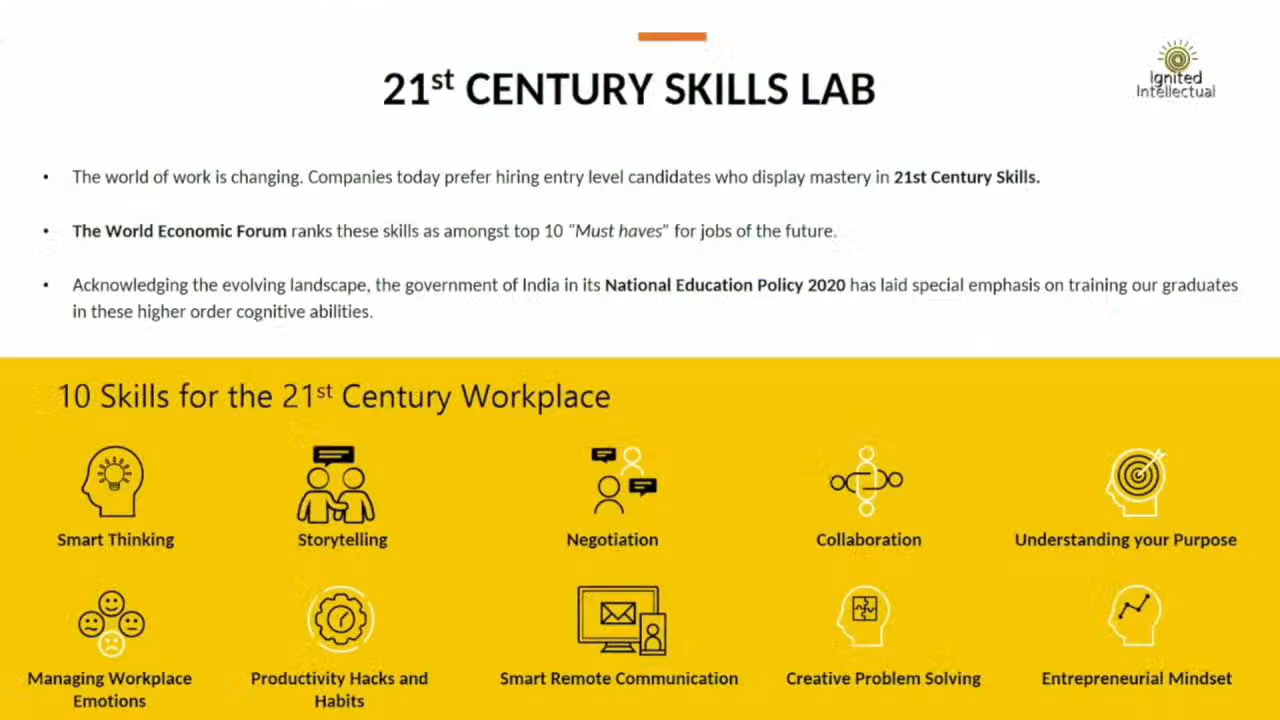 21st CENTURY SKILLS LAB
Ignited
Intellectual
• The world of work is changing. Companies today prefer hiring entry level candidates who display mastery in 21st Century Skills.
• The World Economic Forum ranks these skills as amongst top 10 "Must haves" for jobs of the future.
• Acknowledging the evolving landscape, the government of India in its National Education Policy 2020 has laid special emphasis on training our graduates
in these higher order cognitive abilities.
10 Skills for the 21st Century Workplace
Smart Thinking
Storytelling
Negotiation
Collaboration
Understanding your Purpose
Managing Workplace
Emotions
Productivity Hacks and
Habits
Smart Remote Communication
Creative Problem Solving
Entrepreneurial Mindset